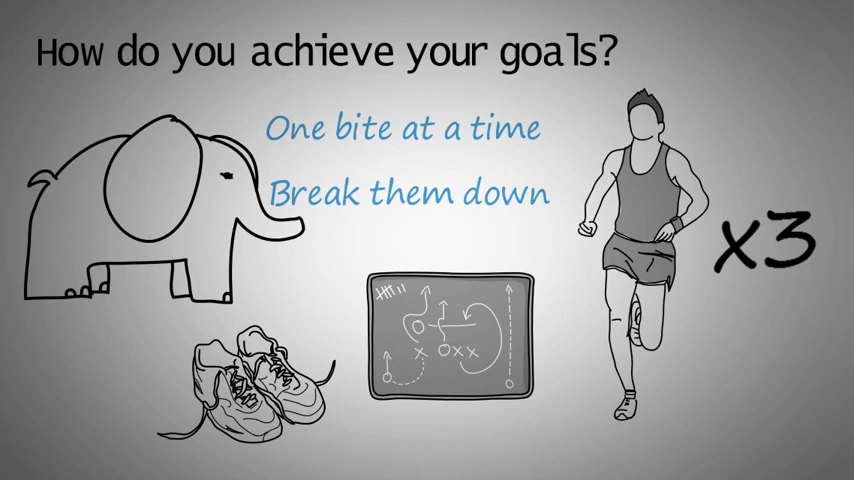 How do you achieve your goals?
One bite at a time
Break them down
x3